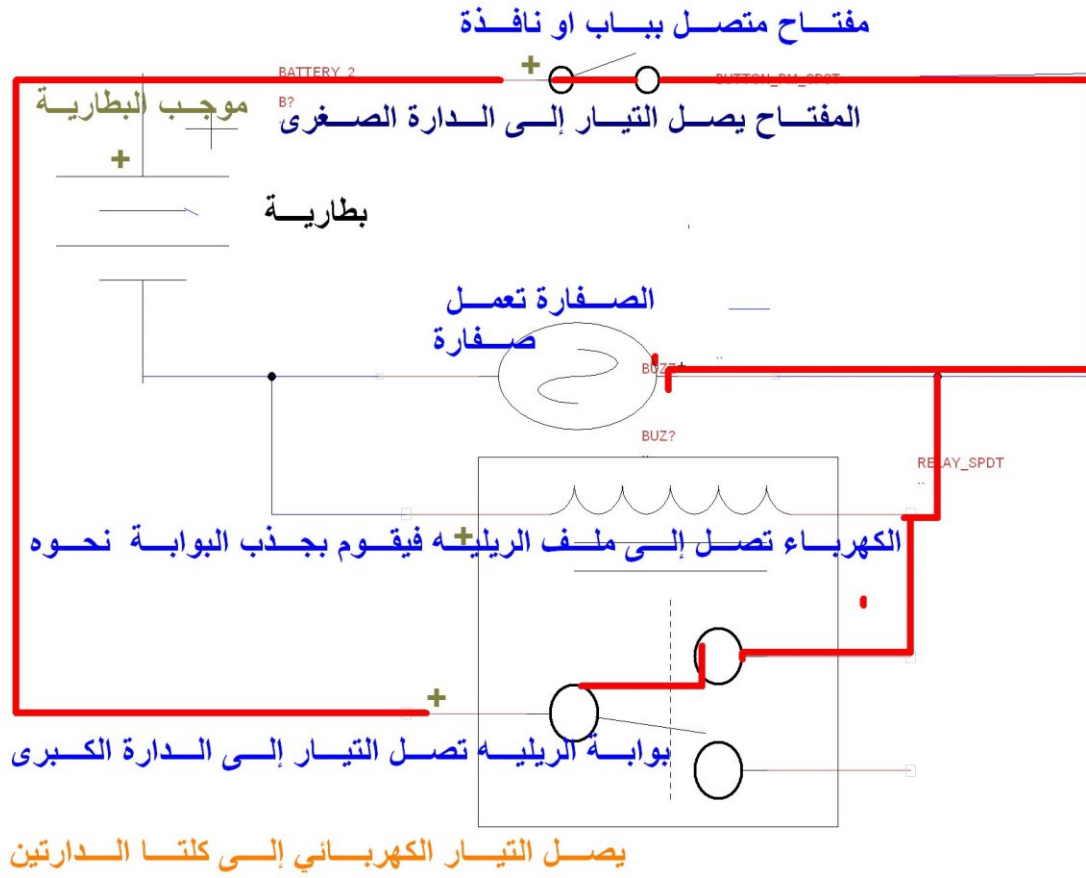 مفتاح متصل بباب او نافذة
BATTERY_2
BUTTON_PM_SPST
موجب البطارية
B?
المفتاح يصل التيار إلى الدارة الصغرى
بطارية
الصفارة تعمل
صفارة
BUZ?
RELAY_SPDT
الكهرباء تصل إلى ملف الريليه فيقوم بجذب البوابة نحوه
بوابة الريليه تصل التيار إلى الدارة الكبرى
يصل التيار الكهربائي إلى كلتا الدارتين